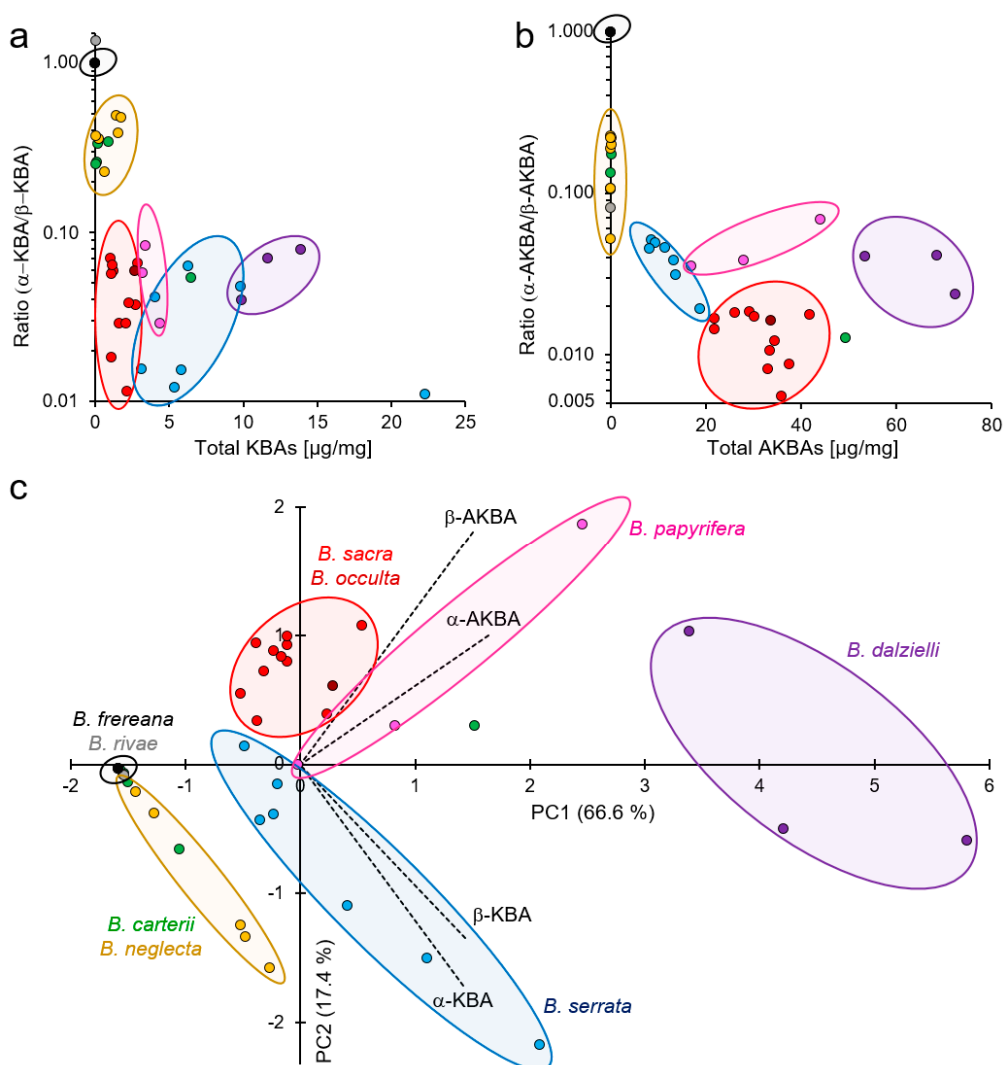 a
1.00
0.10
0.01
Ratio (α−KBA/β−KBA)
0
5
10
15
20
25
Total KBAs [µg/mg]
b
1.000
0.100
0.010
0.005
Ratio (α-AKBA/β-AKBA)
0
20
40
60
80
Total AKBAs [µg/mg]
c
2
β-AKBA
B. papyrifera
B. sacra
B. occulta
1
α-AKBA
B. dalzielli
B. frereana
B. rivae
0
-2
-1
0
1
2
3
4
5
6
PC1 (66.6 %)
-1
β-KBA
B. carterii
B. neglecta
PC2 (17.4 %)
α-KBA
B. serrata
-2